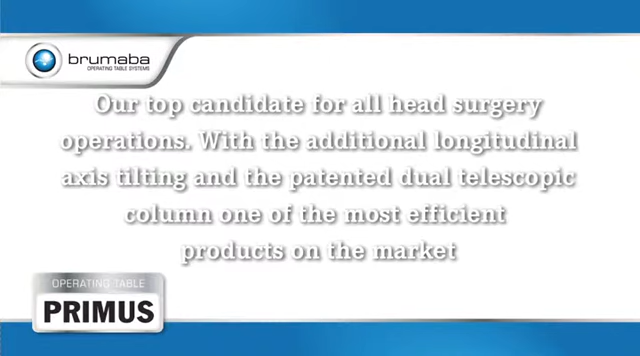 brumaba
OPERATING TABLE SYSTEMS
Our top candidate for all head surgery
operations. With the additional longitudinal
axis tilting and the patented dual telescopic
column one of the most efficient
products on the market
OPERATING TABLE
PRIMUS